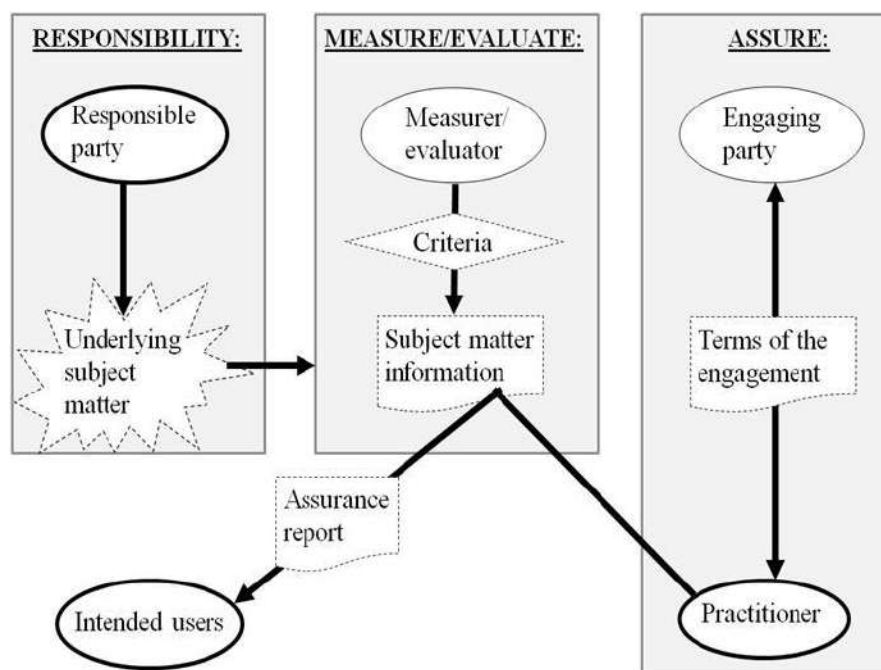 RESPONSIBILITY:
Responsible
party
Underlying
subject
matter
MEASURE/EVALUATE:
Measurer/
evaluator
Criteria
Subject matter
information
ASSURE:
Engaging
party
Terms of the
engagement
Practitioner
Assurance
report
Intended users